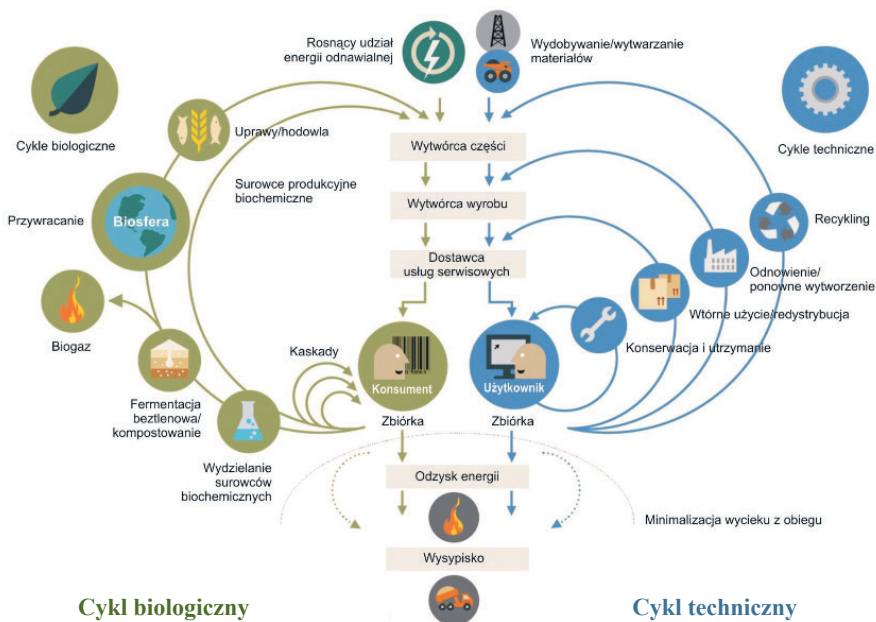 Rosnący udział
energii odnawialnej
Wydobywanie/wytwarzanie
materiałów
Cykle biologiczne
Uprawy/hodowla
Cykle techniczne
Wytwórca części
Surowce produkcyjne
biochemiczne
Przywracanie
Biosfera
Wytwórca wyrobu
Recykling
Dostawca
usług serwisowych
Odnowienie/
ponowne wytworzenie
Wtórne użycie/redystrybucja
Biogaz
Kaskady
Konserwacja i utrzymanie
Konsument
Użytkownik
Fermentacja
beztlenowa/
kompostowanie
Zbiórka
Zbiórka
Wydzielanie
surowców
biochemicznych
Odzysk energii
Minimalizacja wycieku z obiegu
Wysypisko
Cykl biologiczny
Cykl techniczny